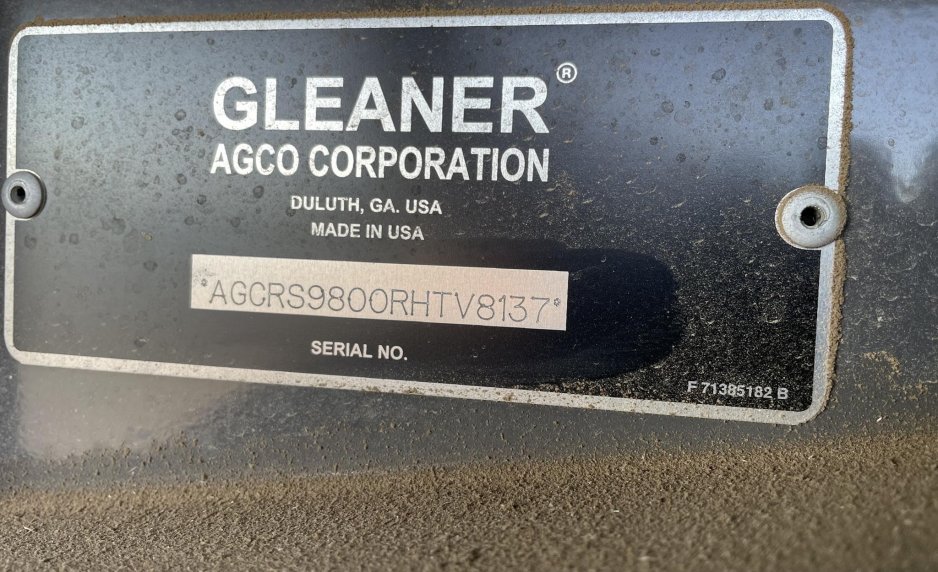 GLEANER®
AGCO CORPORATION
DULUTH, GA. USA
MADE IN USA
*AGCRS9800RHTV8137*
SERIAL NO.
F 71385182 B